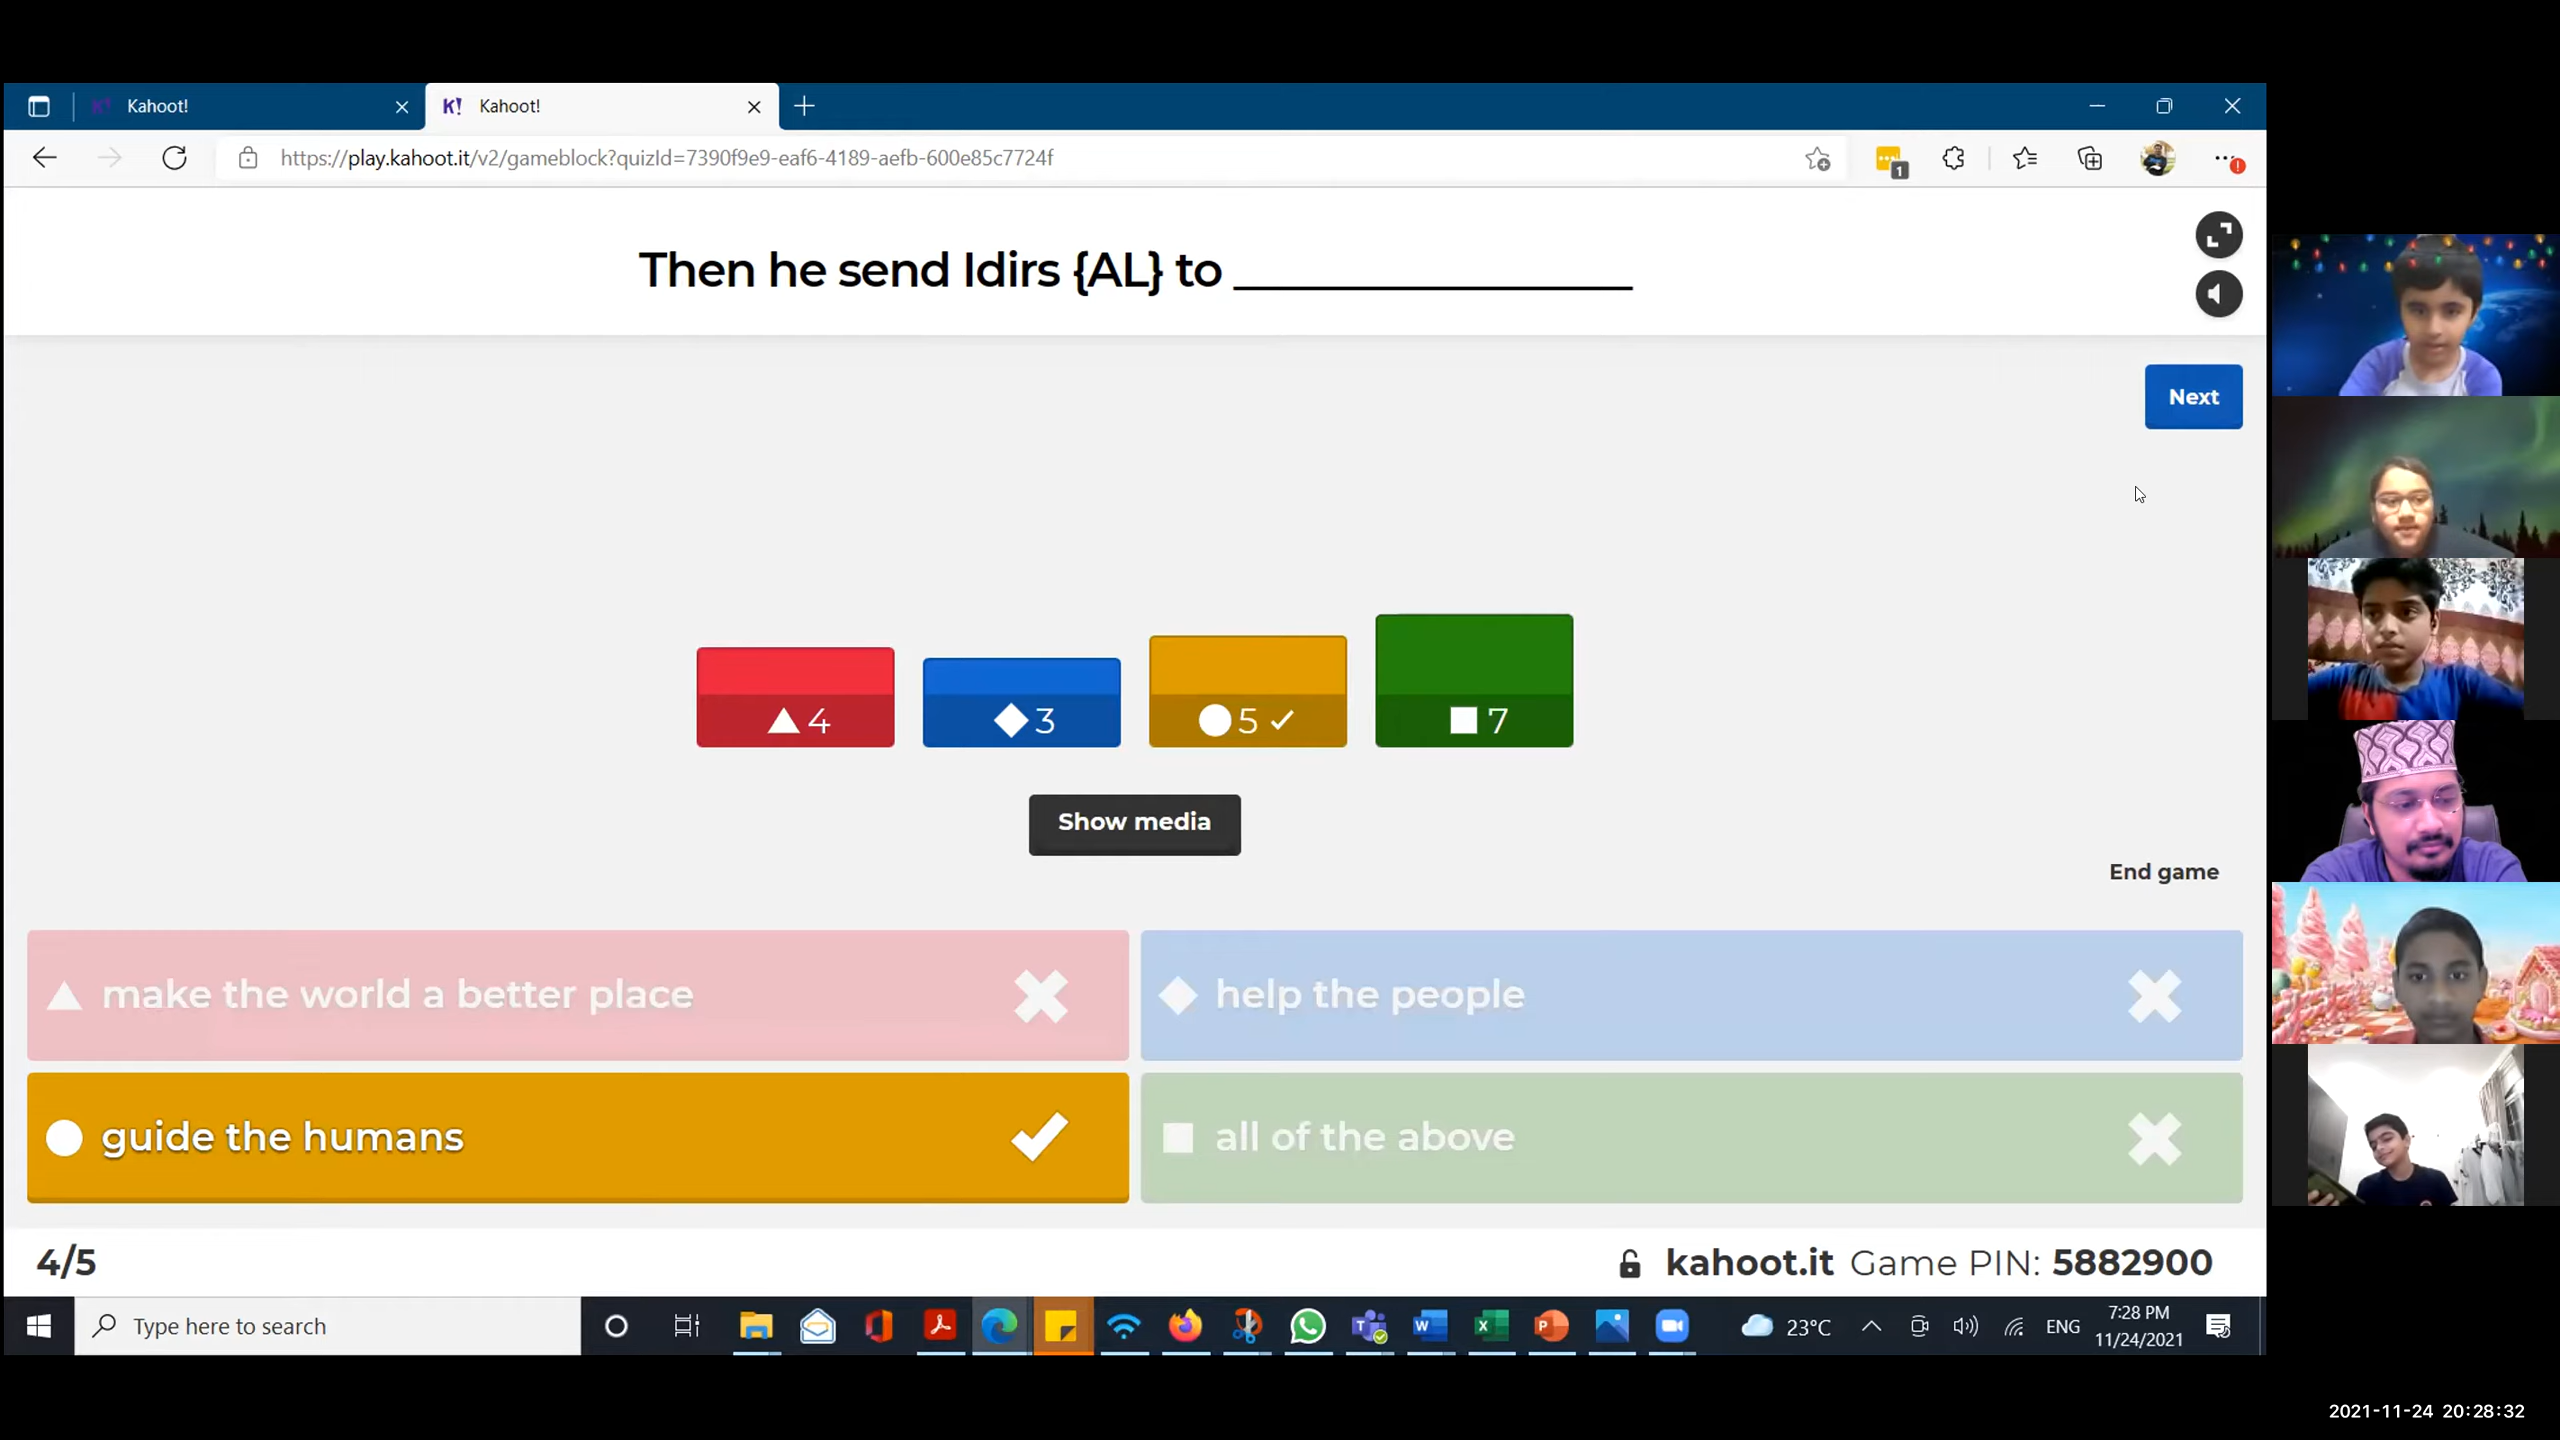 Kahoot!
Kahoot!
https://play.kahoot.it/v2/gameblock?quizId=7390f9e9-eaf6-4189-aefb-600e85c7724f
1
Then he send Idirs {AL} to ____________
Next
4
3
5
7
Show media
End game
make the world a better place
help the people
guide the humans
all of the above
4/5
kahoot.it Game PIN: 5882900
Type here to search
23°C
ENG
7:28 PM
11/24/2021
2021-11-24 20:28:32